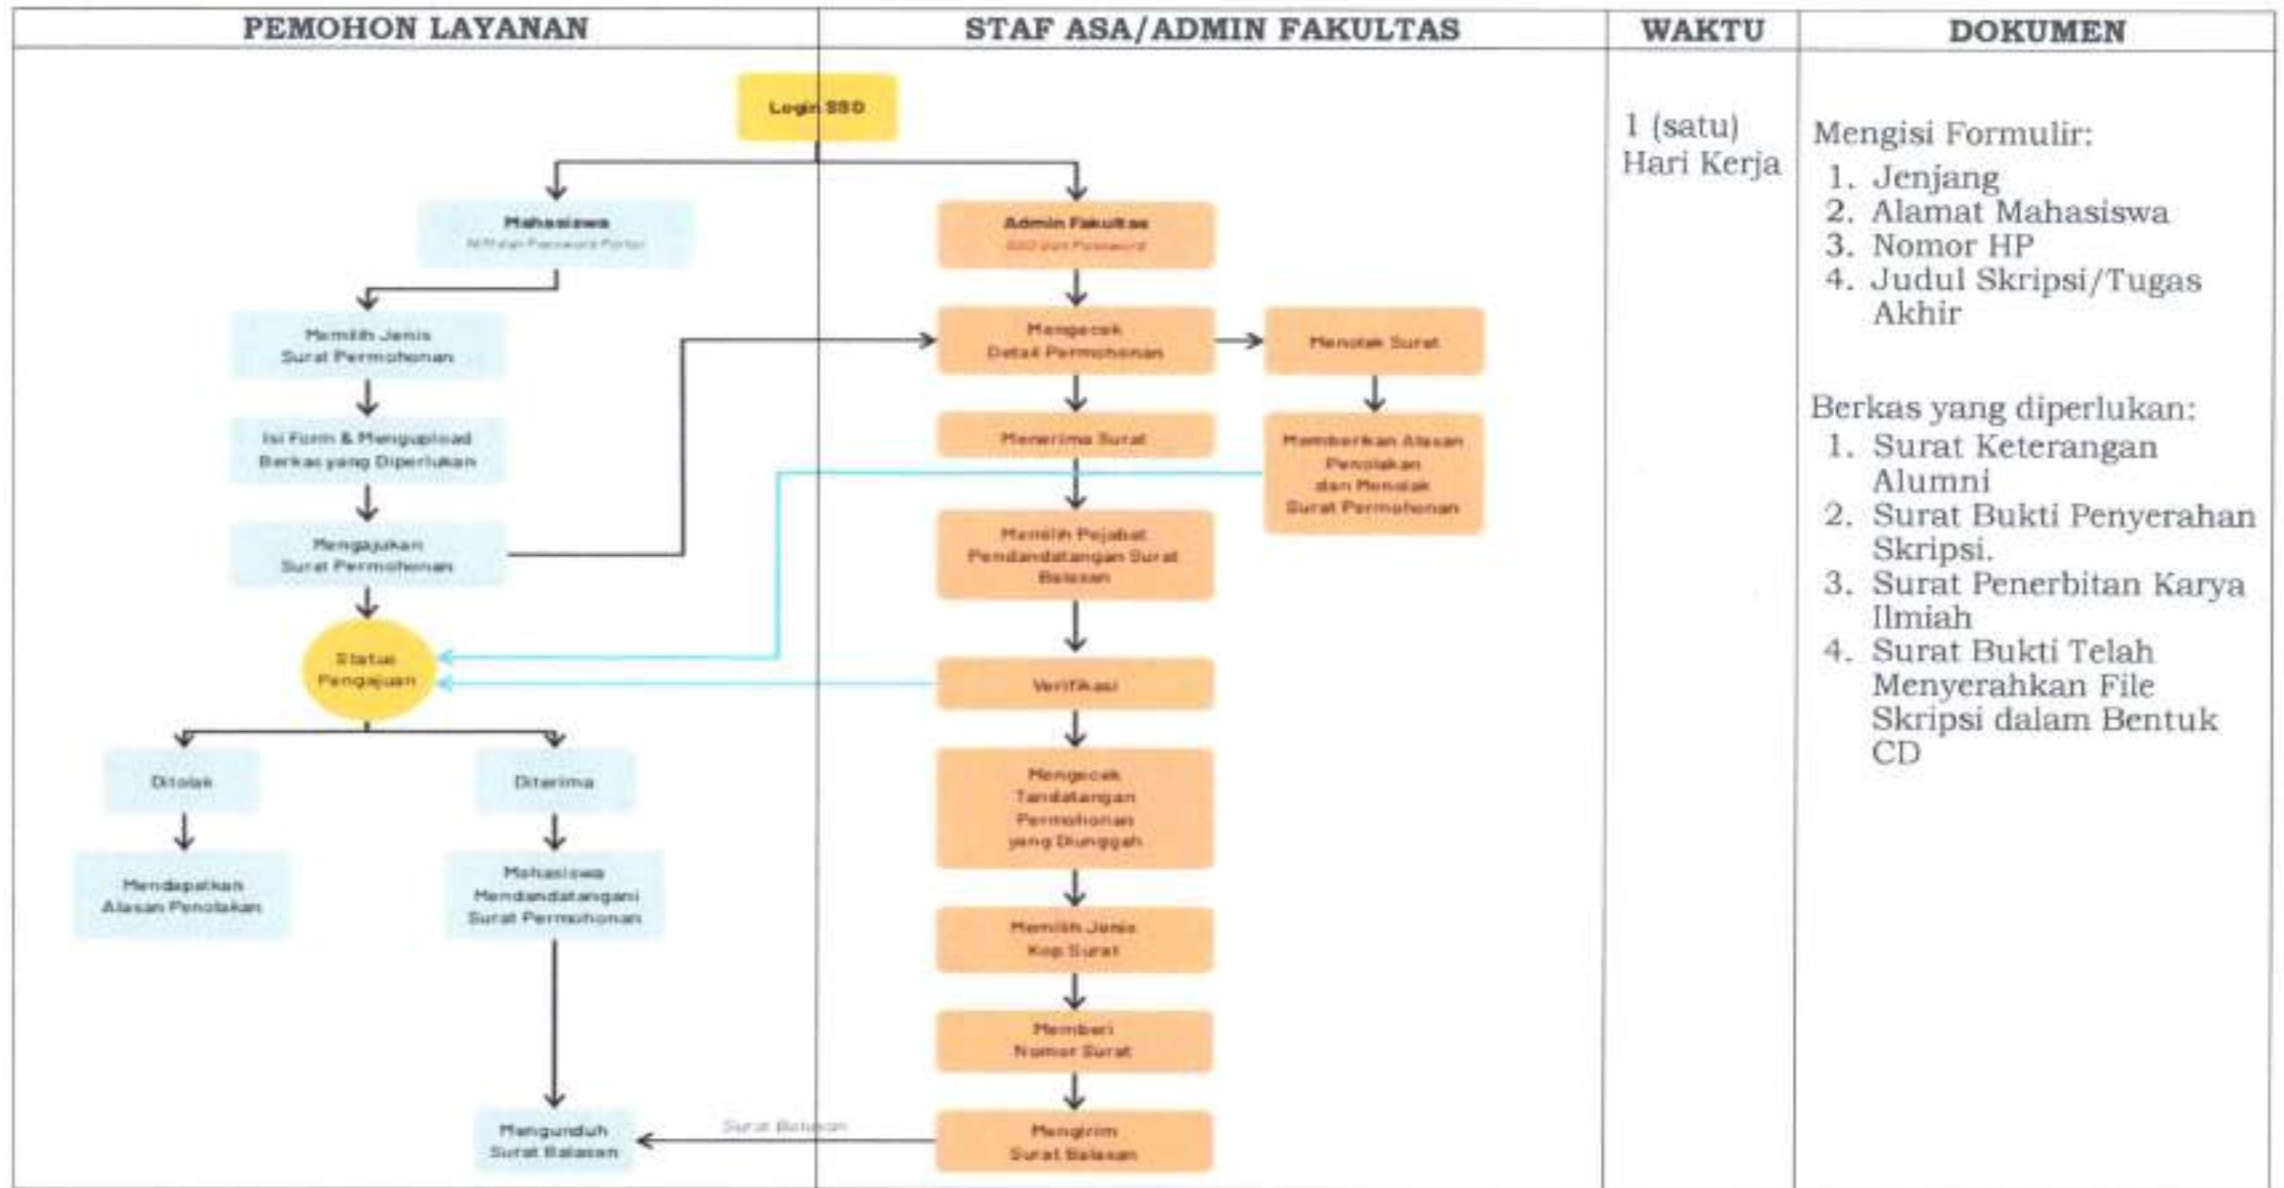 PEMOHON LAYANAN
STAF ASA/ADMIN FAKULTAS
WAKTU
DOKUMEN
Login SSO
Mahasiswa
NIM dan Password Portal
Memilih Jenis
Surat Permohonan
Isi Form & Mengupload
Berkas yang Diperlukan
Mengajukan
Surat Permohonan
Status
Pengajuan
Ditolak
Diterima
Mendapatkan
Alasan Penolakan
Mahasiswa
Mendandatangani
Surat Permohonan
Mengunduh
Surat Balasan
Surat Balasan
Admin Fakultas
SSO dan Password
Mengecek
Detail Permohonan
Menolak Surat
Menerima Surat
Memberikan Alasan
Penolakan
dan Menolak
Surat Permohonan
Memilih Pejabat
Pendandatangan Surat
Balasan
Verifikasi
Mengecek
Tandatangan
Permohonan
yang Diunggah
Memilih Jenis
Kop Surat
Memberi
Nomor Surat
Mengirim
Surat Balasan
1 (satu)
Hari Kerja
Mengisi Formulir:
1. Jenjang
2. Alamat Mahasiswa
3. Nomor HP
4. Judul Skripsi/Tugas
Akhir
Berkas yang diperlukan:
1. Surat Keterangan
Alumni
2. Surat Bukti Penyerahan
Skripsi.
3. Surat Penerbitan Karya
Ilmiah
4. Surat Bukti Telah
Menyerahkan File
Skripsi dalam Bentuk
CD